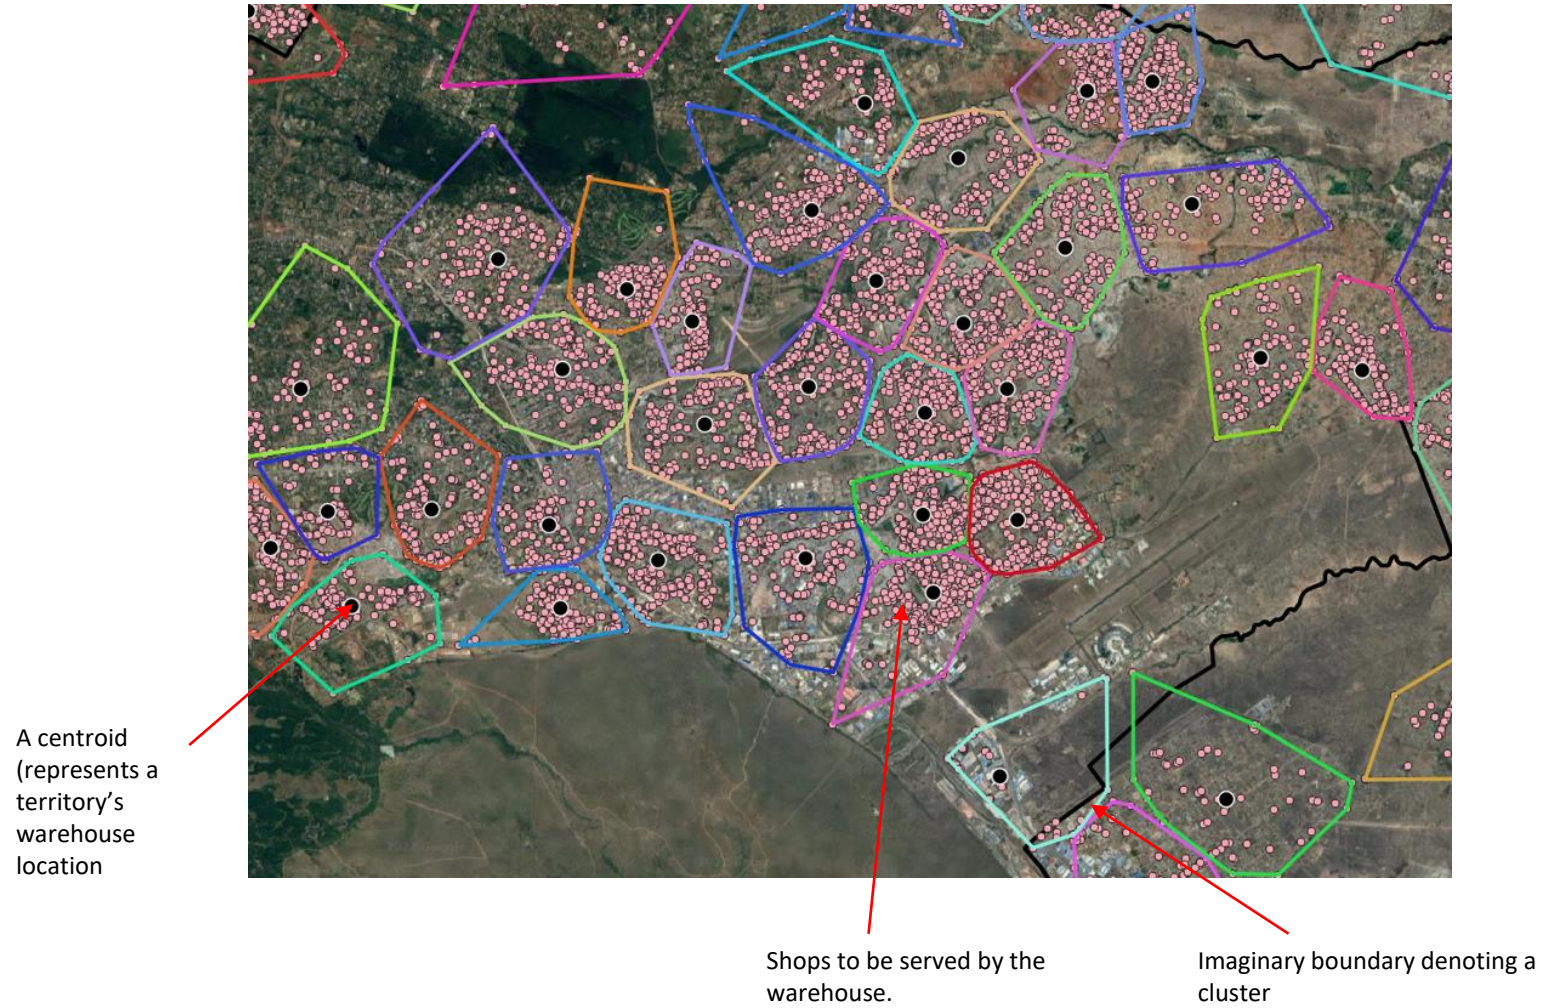 A centroid
(represents a
territory’s
warehouse
location
Shops to be served by the
warehouse.
Imaginary boundary denoting a
cluster